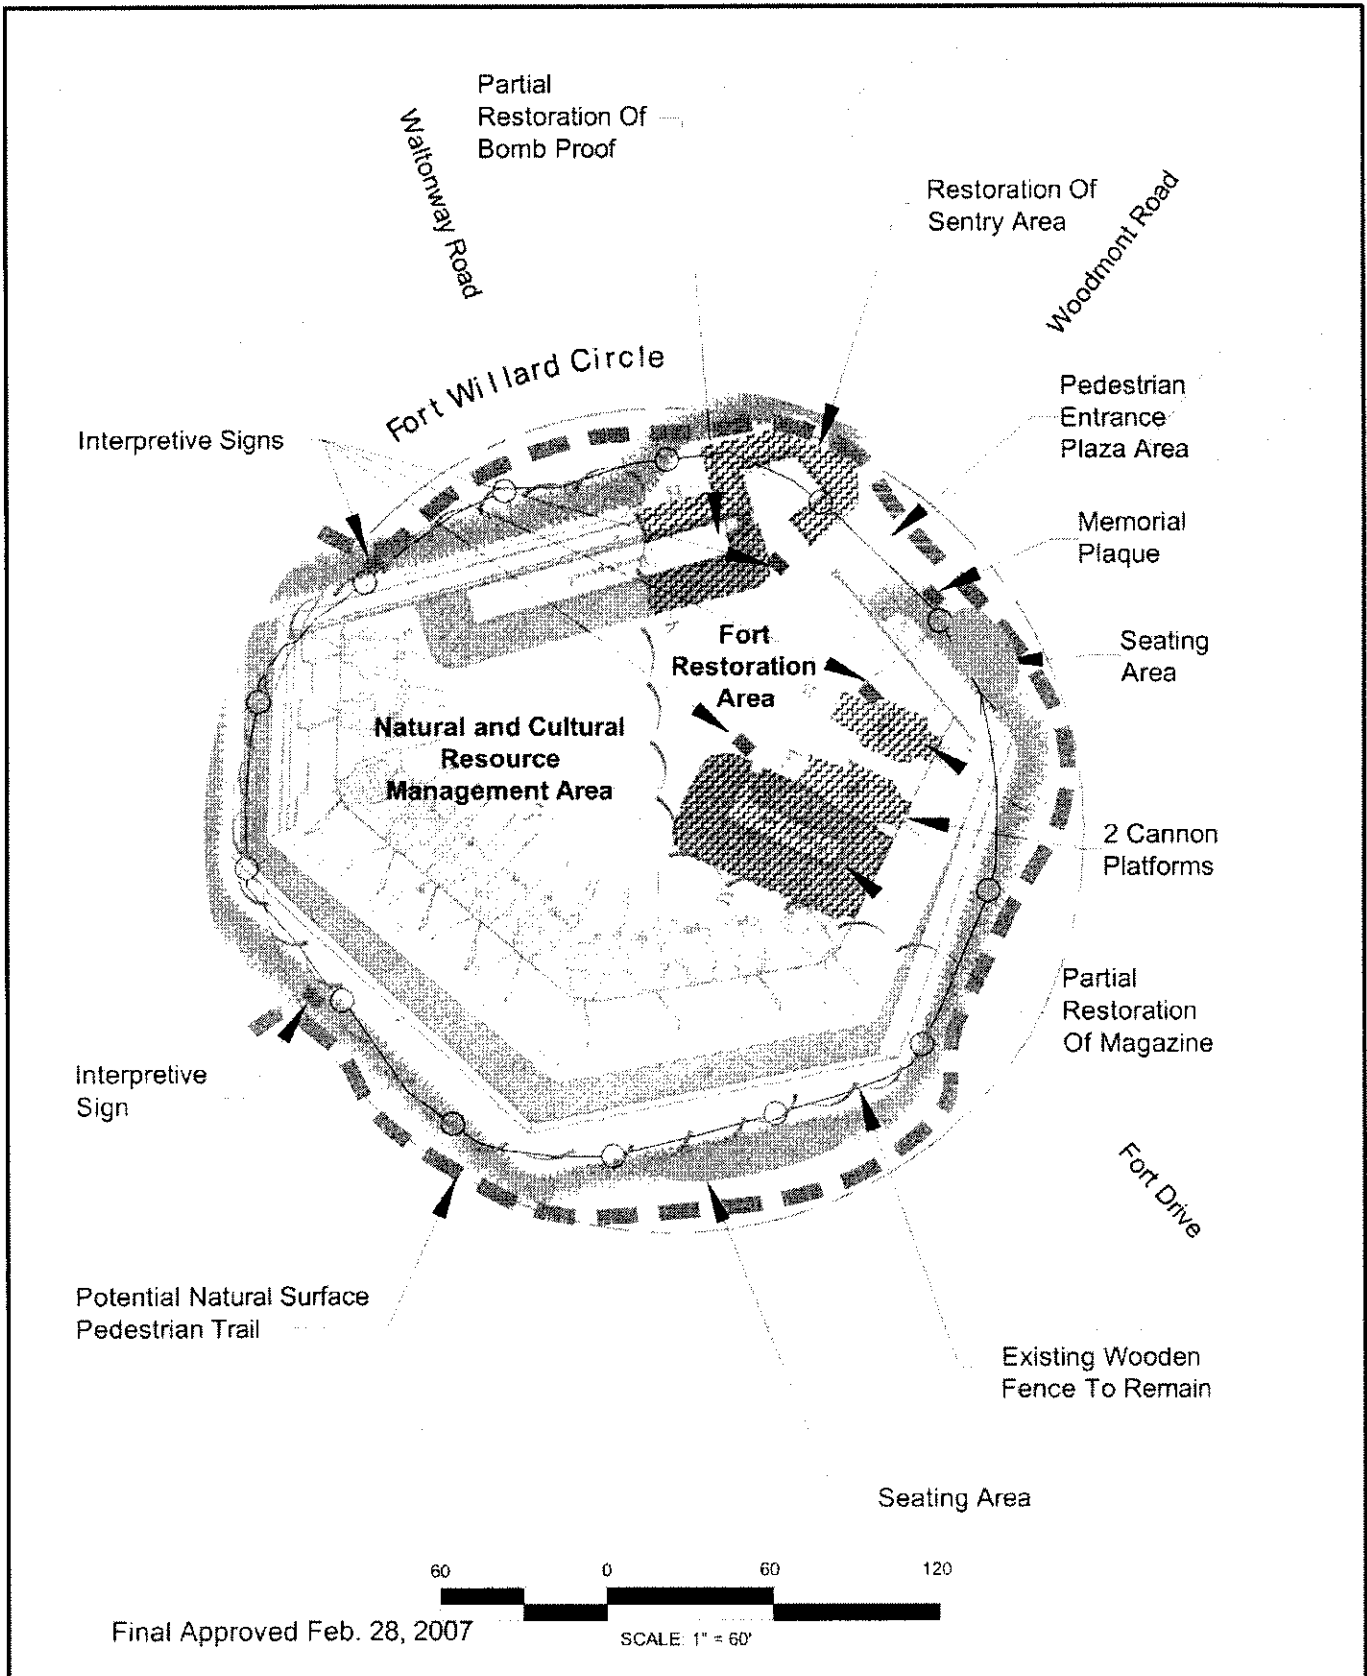 Partial
Restoration Of
Bomb Proof
Waltonway Road
Restoration Of
Sentry Area
Woodmont Road
Fort Willard Circle
Pedestrian
Entrance
Plaza Area
Interpretive Signs
Memorial
Plaque
Fort
Restoration
Area
Seating
Area
Natural and Cultural
Resource
Management Area
2 Cannon
Platforms
Partial
Restoration
Of Magazine
Interpretive
Sign
Fort Drive
Potential Natural Surface
Pedestrian Trail
Existing Wooden
Fence To Remain
Seating Area
60 0 60 120
Final Approved Feb. 28, 2007
SCALE: 1" = 60'